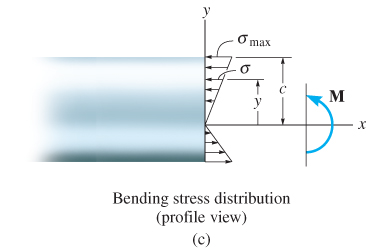 y
σmax
σ
c
y
M
x
Bending stress distribution
(profile view)
(c)